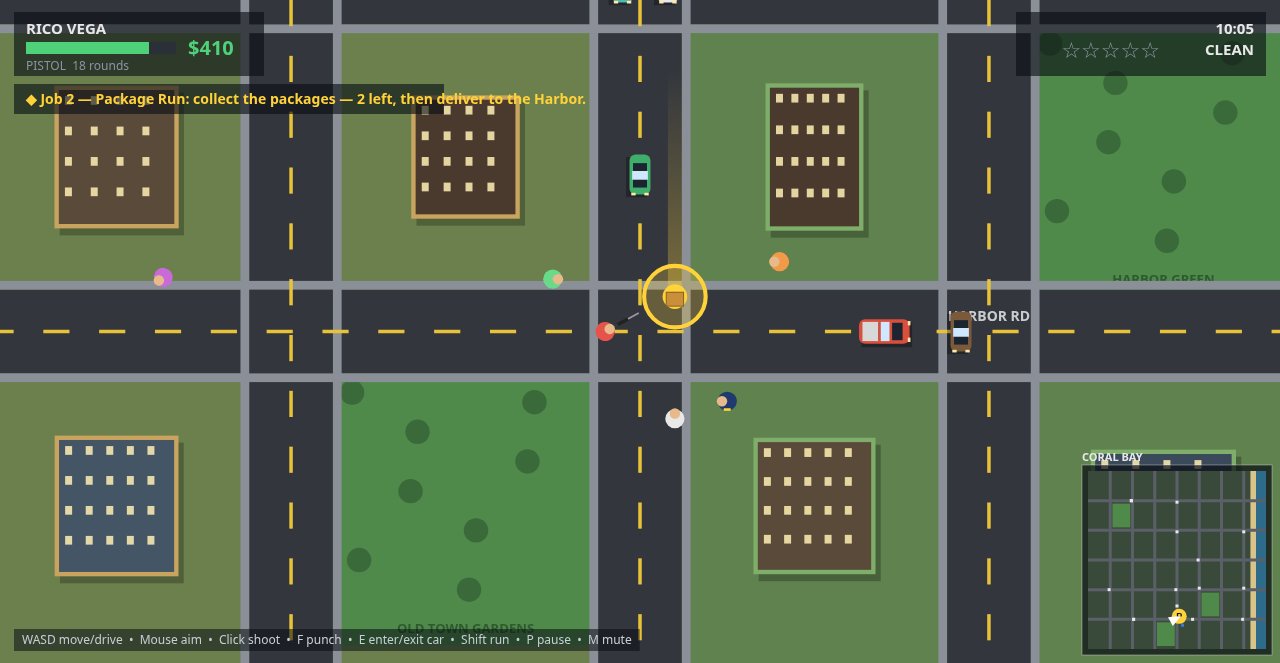 RICO VEGA
$410
PISTOL 18 rounds
10:05
☆☆☆☆☆ CLEAN
◆ Job 2 — Package Run: collect the packages — 2 left, then deliver to the Harbor.
HARBOR GREEN
HARBOR RD
CORAL BAY
OLD TOWN GARDENS
WASD move/drive • Mouse aim • Click shoot • F punch • E enter/exit car • Shift run • P pause • M mute